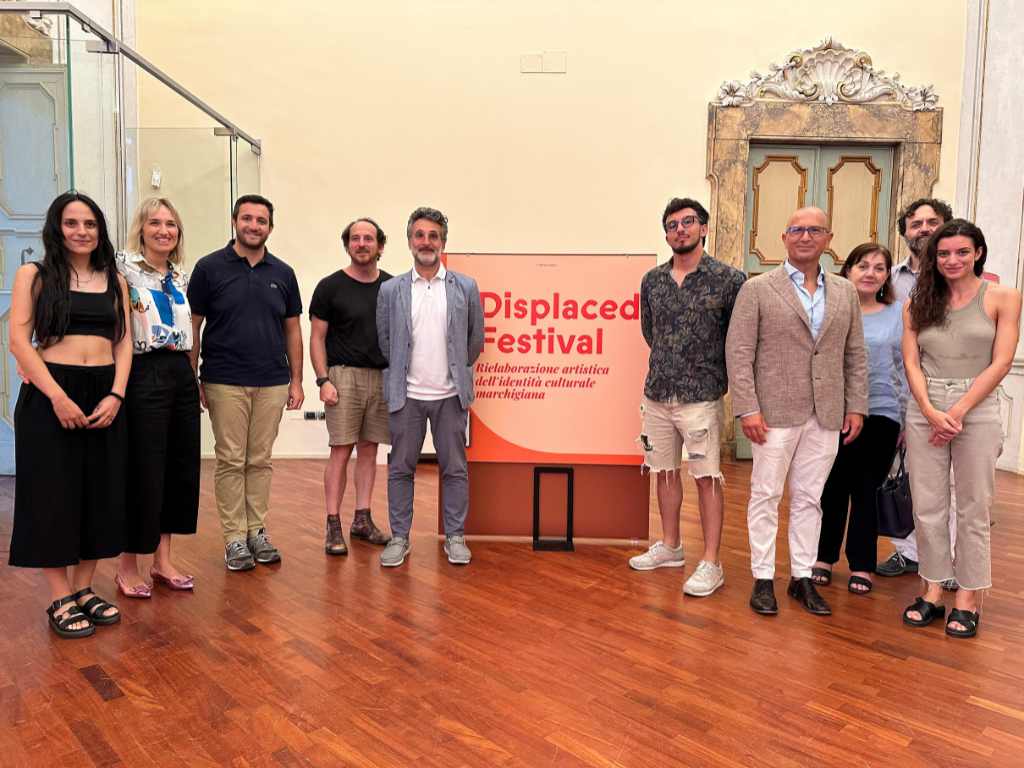 Displaced
Festival
Rielaborazione artistica
dell'identità culturale
marchigiana